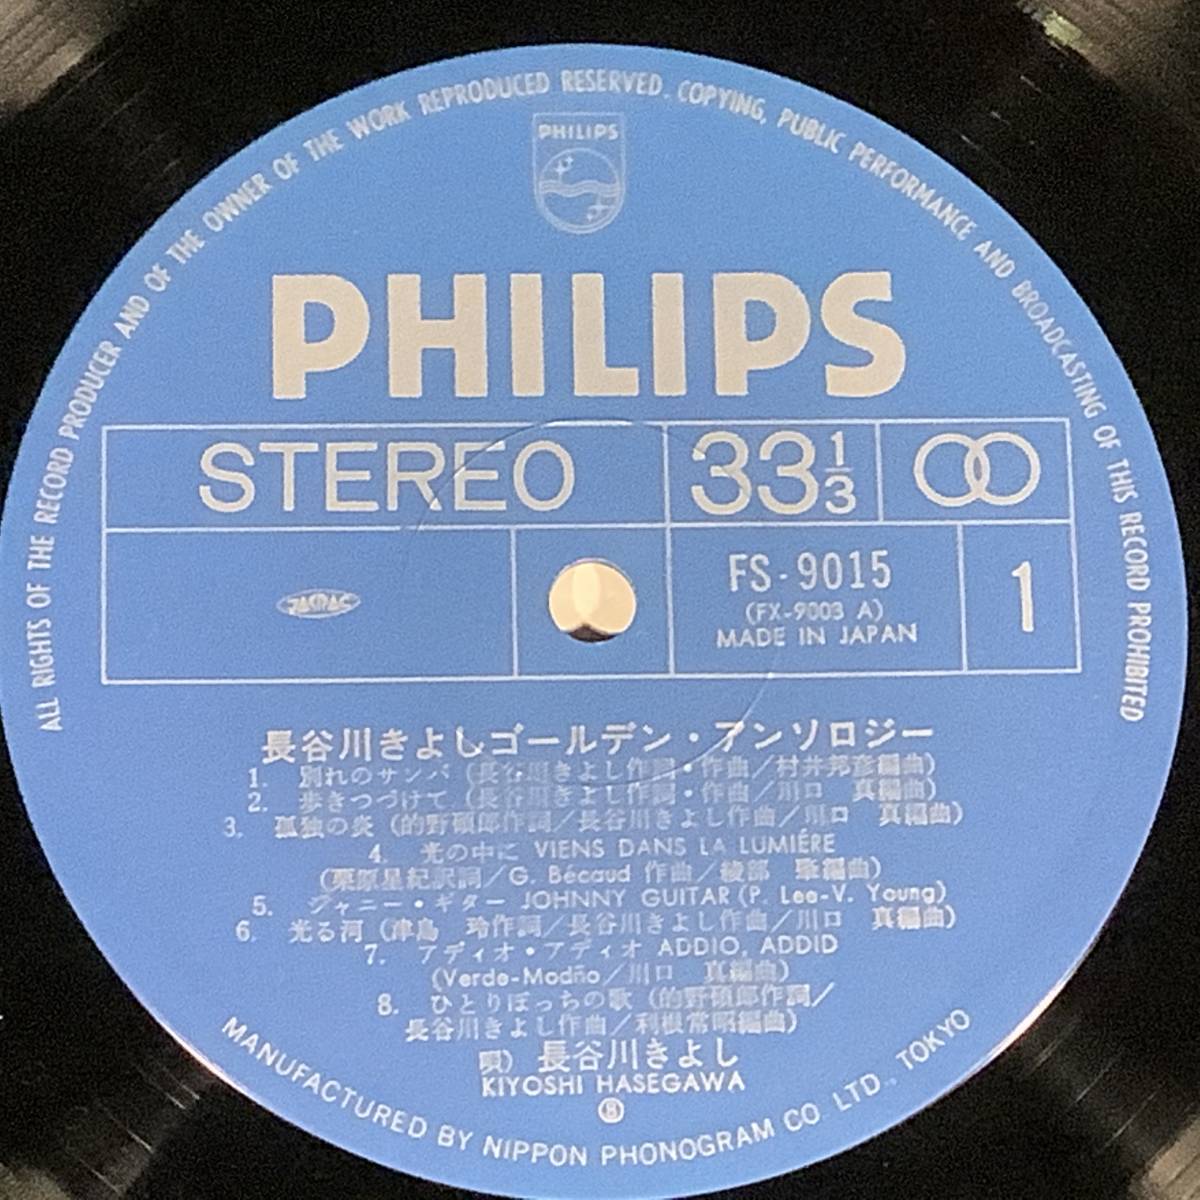 ALL RIGHTS OF THE RECORD PRODUCER AND OF THE OWNER OF THE WORK REPRODUCED RESERVED. COPYING, PUBLIC PERFORMANCE AND BROADCASTING OF THIS RECORD PROHIBITED
PHILIPS
PHILIPS
STEREO 33 1/3
JASRAC
FS-9015
(FX-9003 A)
MADE IN JAPAN
1
長谷川きよしゴールデン・アンソロジー
1. 別れのサンバ (長谷川きよし作詞・作曲/村井邦彦編曲)
2. 歩きつづけて (長谷川きよし作詞・作曲/川口 真編曲)
3. 孤独の炎 (的野碩郎作詞/長谷川きよし作曲/川口 真編曲)
4. 光の中に VIENS DANS LA LUMIÉRE
(栗原星紀訳詞/G. Bécaud 作曲/綾部 肇編曲)
5. ジャニー・ギター JOHNNY GUITAR (P. Lee-V. Young)
6. 光る河 (津島 玲作詞/長谷川きよし作曲/川口 真編曲)
7. アディオ・アディオ ADDIO, ADDID
(Verde-Modño/川口 真編曲)
8. ひとりぼっちの歌 (的野碩郎作詞/
長谷川きよし作曲/利根常昭編曲)
唄) 長谷川きよし
KIYOSHI HASEGAWA
MANUFACTURED BY NIPPON PHONOGRAM CO. LTD., TOKYO